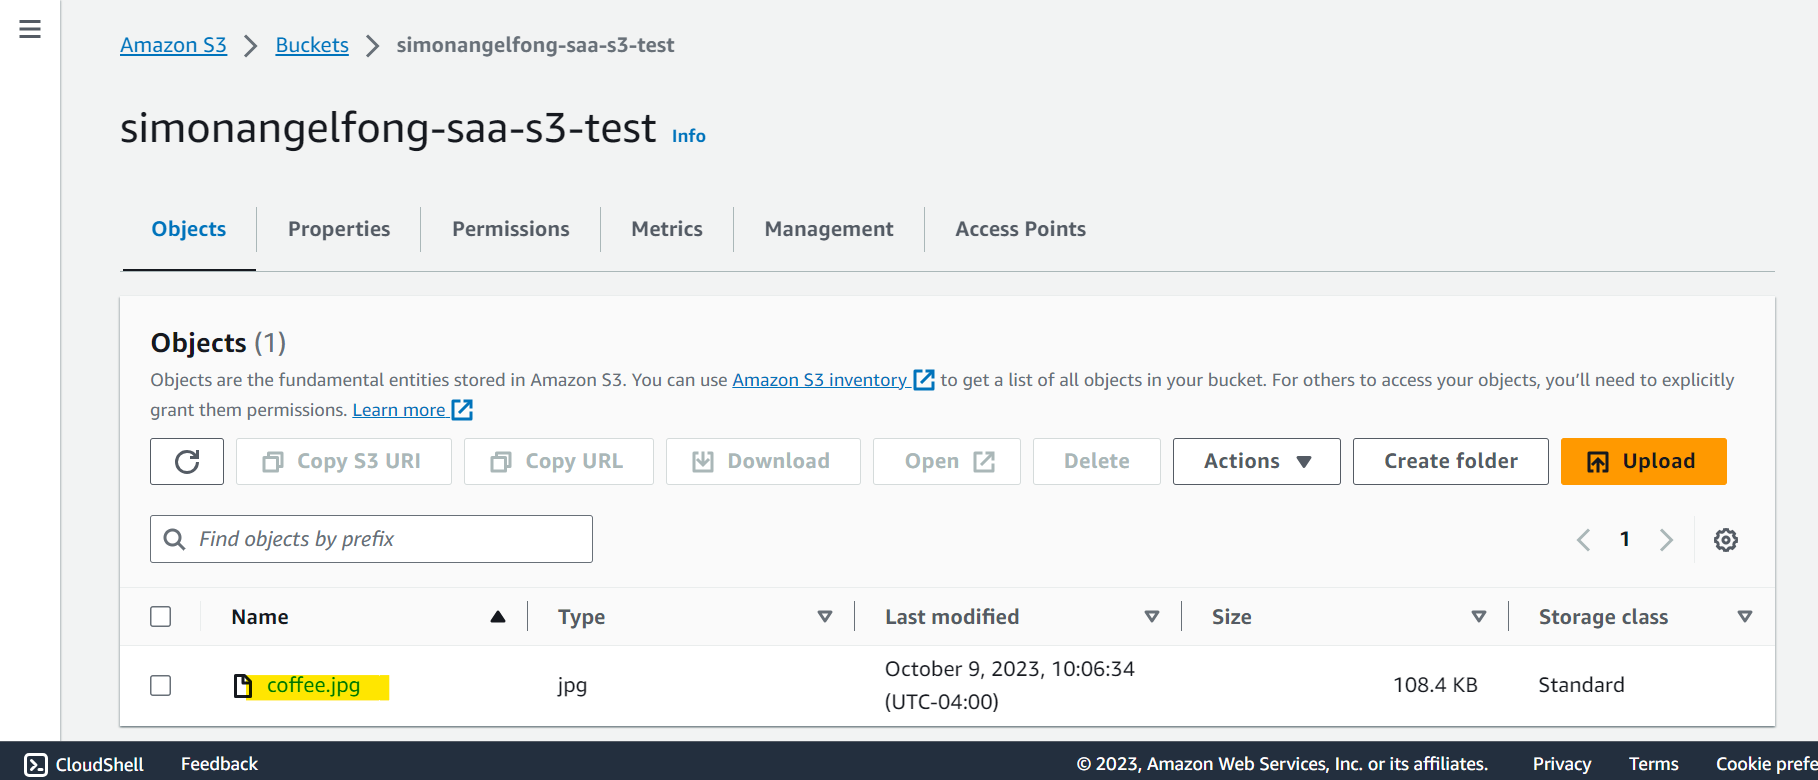 Amazon S3 > Buckets > simonangelfong-saa-s3-test
simonangelfong-saa-s3-test Info
Objects Properties Permissions Metrics Management Access Points
Objects (1)
Objects are the fundamental entities stored in Amazon S3. You can use Amazon S3 inventory to get a list of all objects in your bucket. For others to access your objects, you’ll need to explicitly
grant them permissions. Learn more
Copy S3 URI Copy URL Download Open Delete Actions Create folder Upload
Find objects by prefix 1
Name Type Last modified Size Storage class
coffee.jpg jpg October 9, 2023, 10:06:34 108.4 KB Standard
(UTC-04:00)
CloudShell Feedback © 2023, Amazon Web Services, Inc. or its affiliates. Privacy Terms Cookie prefe